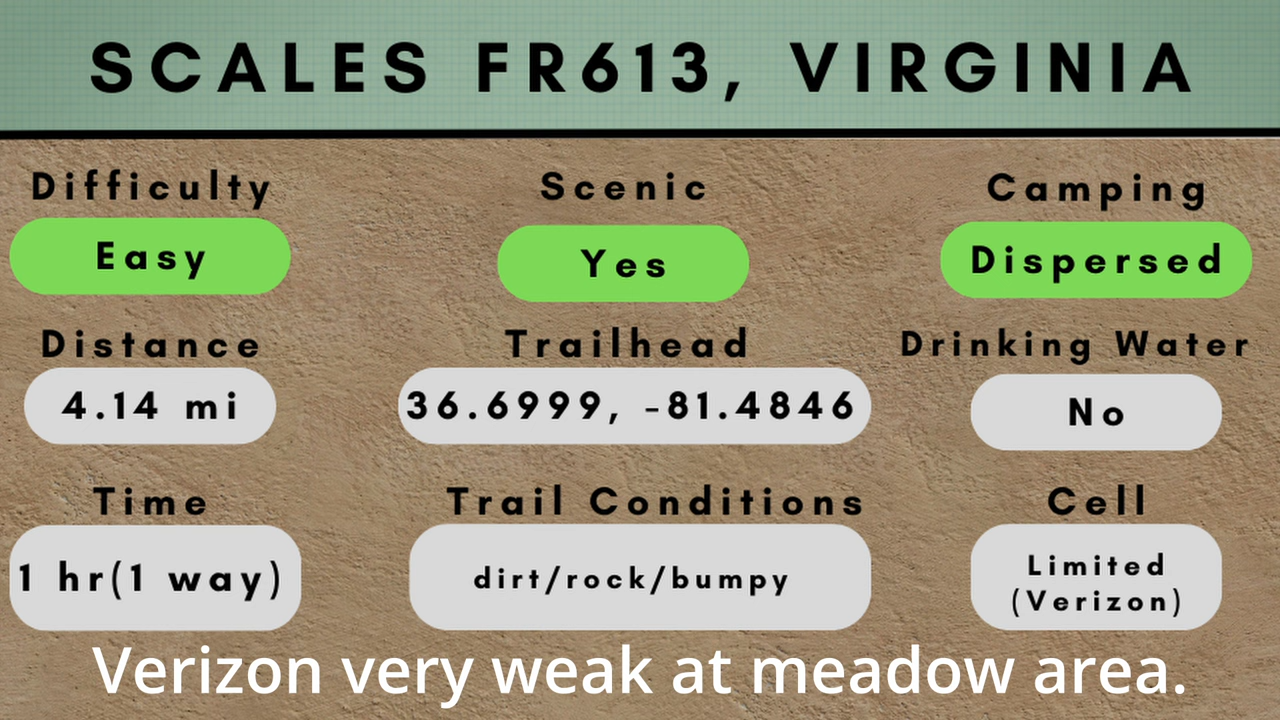 SCALES FR613, VIRGINIA
Difficulty
Easy
Scenic
Yes
Camping
Dispersed
Distance
4.14 mi
Trailhead
36.6999, -81.4846
Drinking Water
No
Time
1 hr(1 way)
Trail Conditions
dirt/rock/bumpy
Cell
Limited
(Verizon)
Verizon very weak at meadow area.